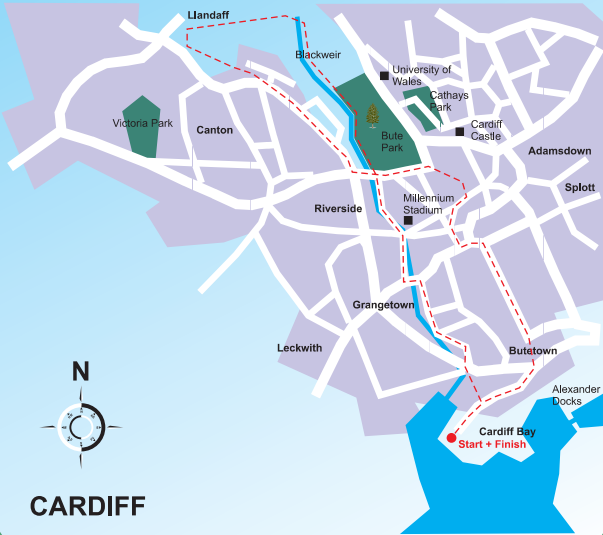 Llandaff
Blackweir
University of
Wales
Cathays
Park
Victoria Park
Canton
Bute
Park
Cardiff
Castle
Adamsdown
Splott
Riverside
Millennium
Stadium
Grangetown
Leckwith
Butetown
N
Alexander
Docks
Cardiff Bay
Start + Finish
CARDIFF